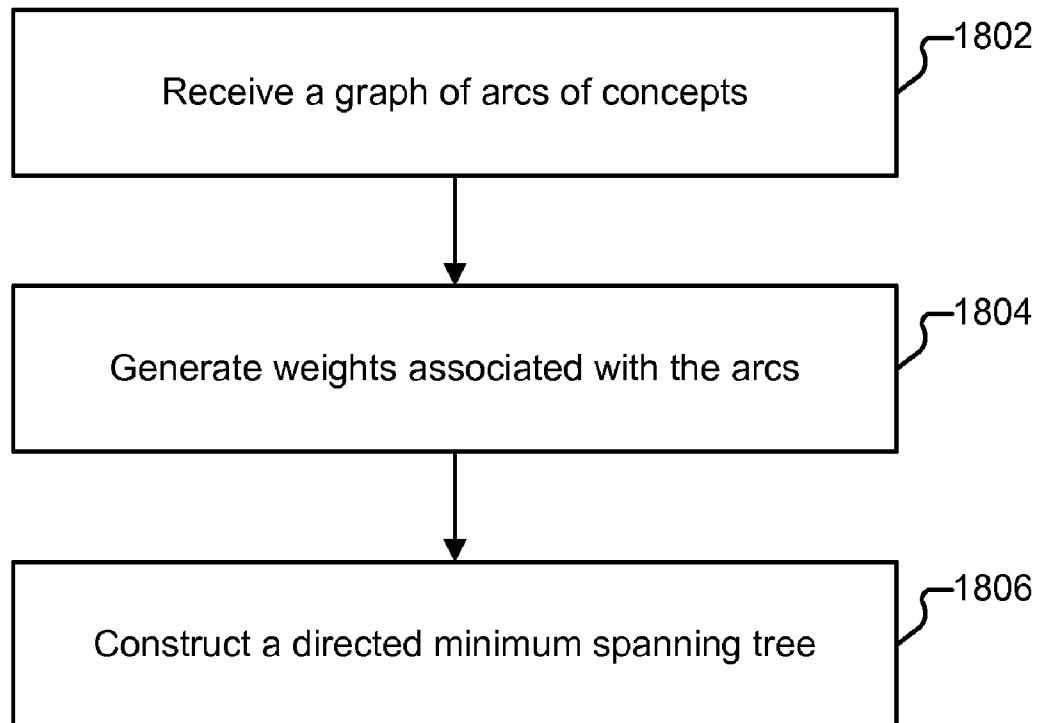 Receive a graph of arcs of concepts
1802
Generate weights associated with the arcs
1804
Construct a directed minimum spanning tree
1806